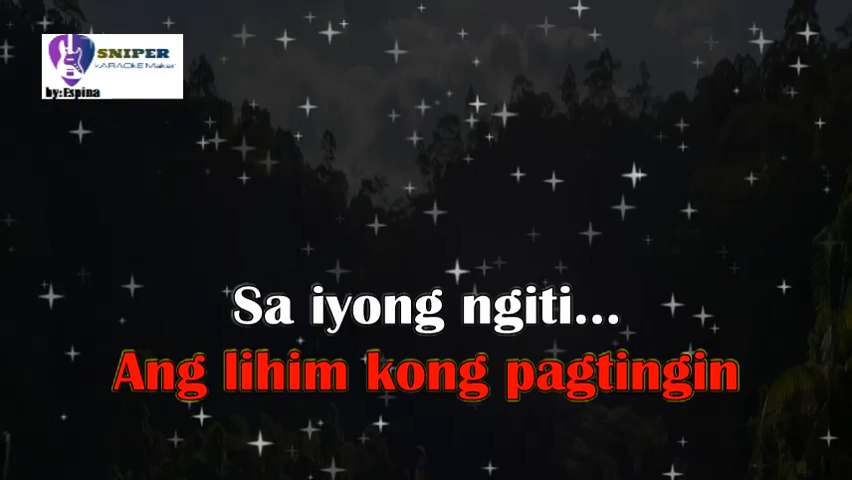 SNIPER
kARAOkE Maker
by:Espina
Sa iyong ngiti...
Ang lihim kong pagtingin